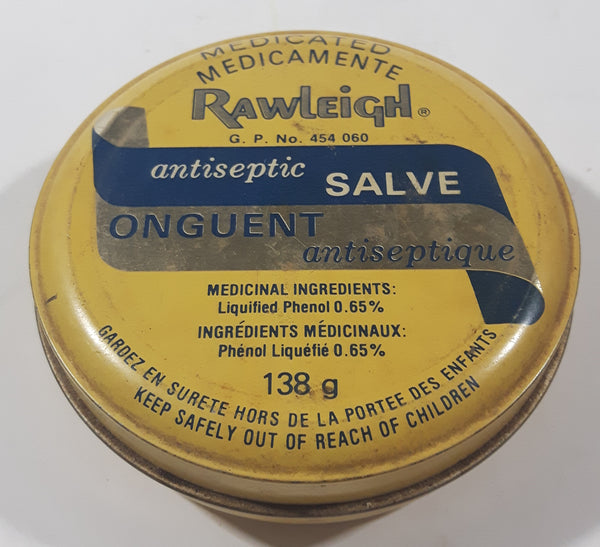 MEDICATED
MEDICAMENTE
RAWLEIGH ®
G. P. No. 454 060
antiseptic SALVE
ONGUENT
antiseptique
MEDICINAL INGREDIENTS:
Liquified Phenol 0.65%
INGRÉDIENTS MÉDICINAUX:
Phénol Liquéfié 0.65%
138 g
GARDEZ EN SURETE HORS DE LA PORTEE DES ENFANTS
KEEP SAFELY OUT OF REACH OF CHILDREN